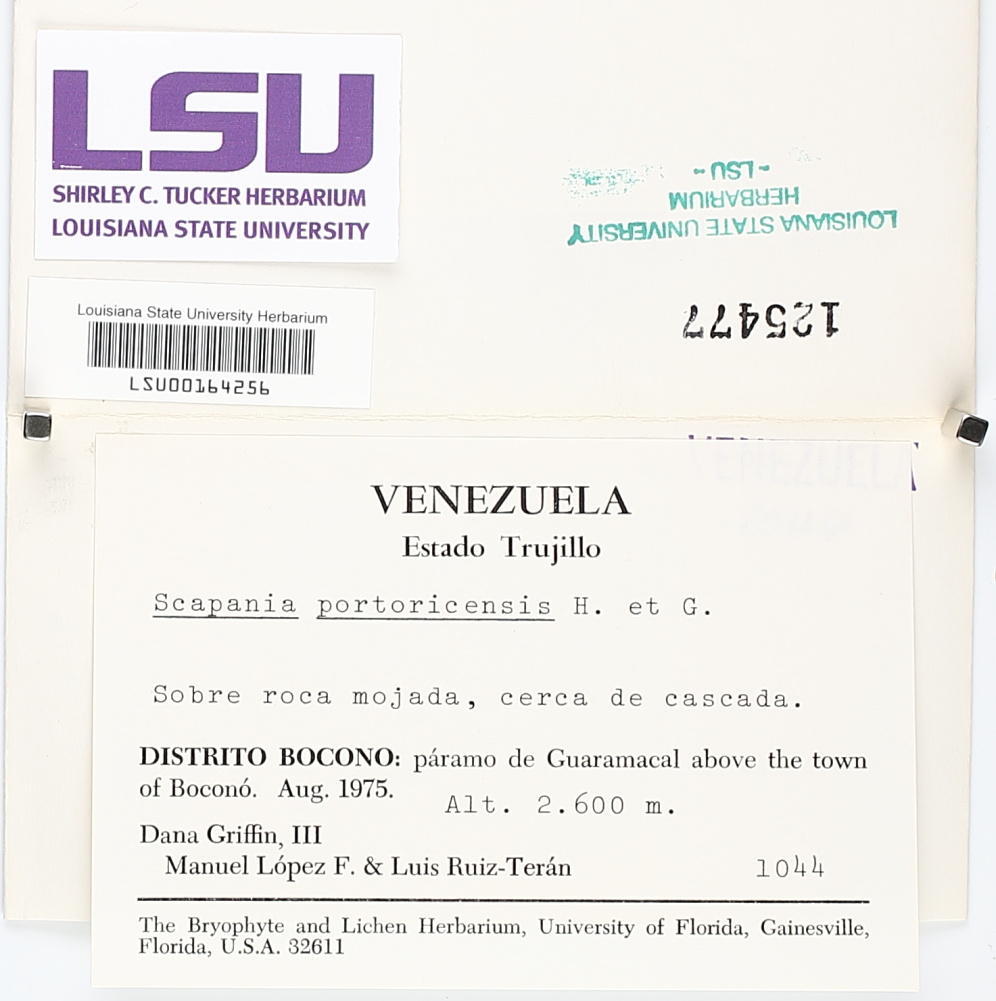 LSU
SHIRLEY C. TUCKER HERBARIUM
LOUISIANA STATE UNIVERSITY
LOUISIANA STATE UNIVERSITY
HERBARIUM
- LSU -
125477
Louisiana State University Herbarium
LSU00164256
VENEZUELA
VENEZUELA
Estado Trujillo
Scapania portoricensis H. et G.
Sobre roca mojada, cerca de cascada.
DISTRITO BOCONO: páramo de Guaramacal above the town
of Boconó. Aug. 1975.
Alt. 2.600 m.
Dana Griffin, III
Manuel López F. & Luis Ruiz-Terán
1044
The Bryophyte and Lichen Herbarium, University of Florida, Gainesville,
Florida, U.S.A. 32611